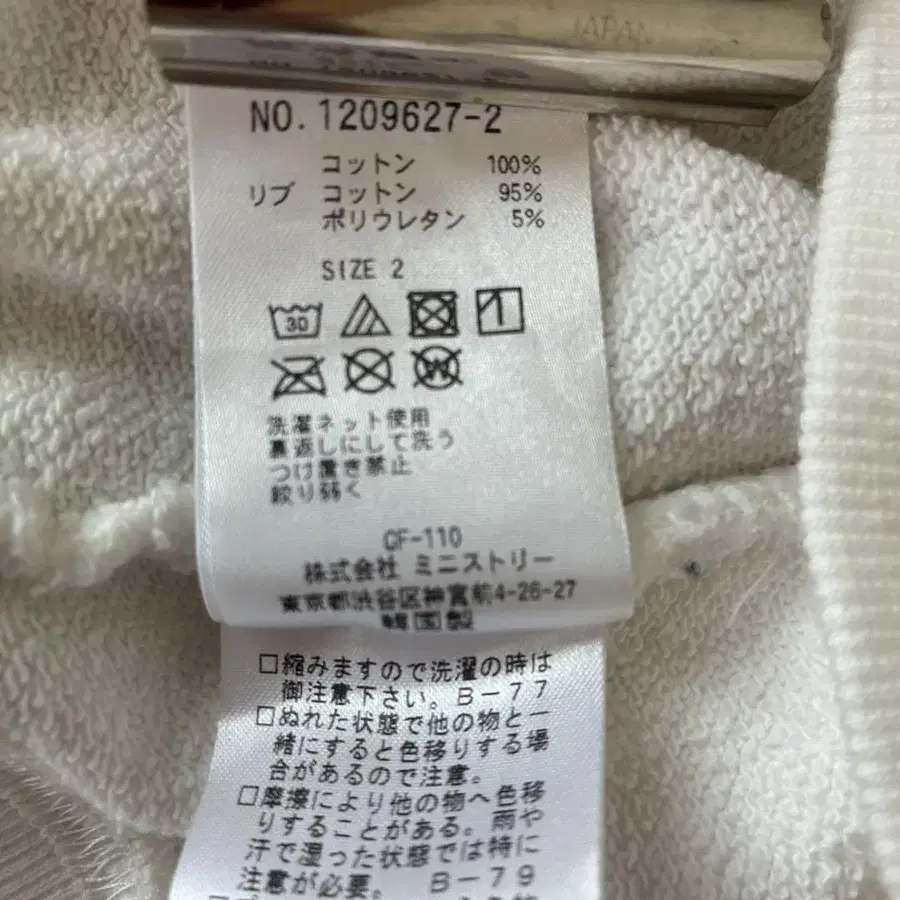 JAPAN
NO. 1209627-2
コットン 100%
リブ コットン 95%
ポリウレタン 5%
SIZE 2
30
洗濯ネット使用
裏返しにして洗う
つけ置き禁止
絞り弱く
CF-110
株式会社 ミニストリー
東京都渋谷区神宮前4-26-27
韓国製
□縮みますので洗濯の時は
御注意下さい。B-77
□ぬれた状態で他の物と一
緒にすると色移りする場
合があるので注意。
□摩擦により他の物へ色移
りすることがある。雨や
汗で湿った状態では特に
注意が必要。 B-79